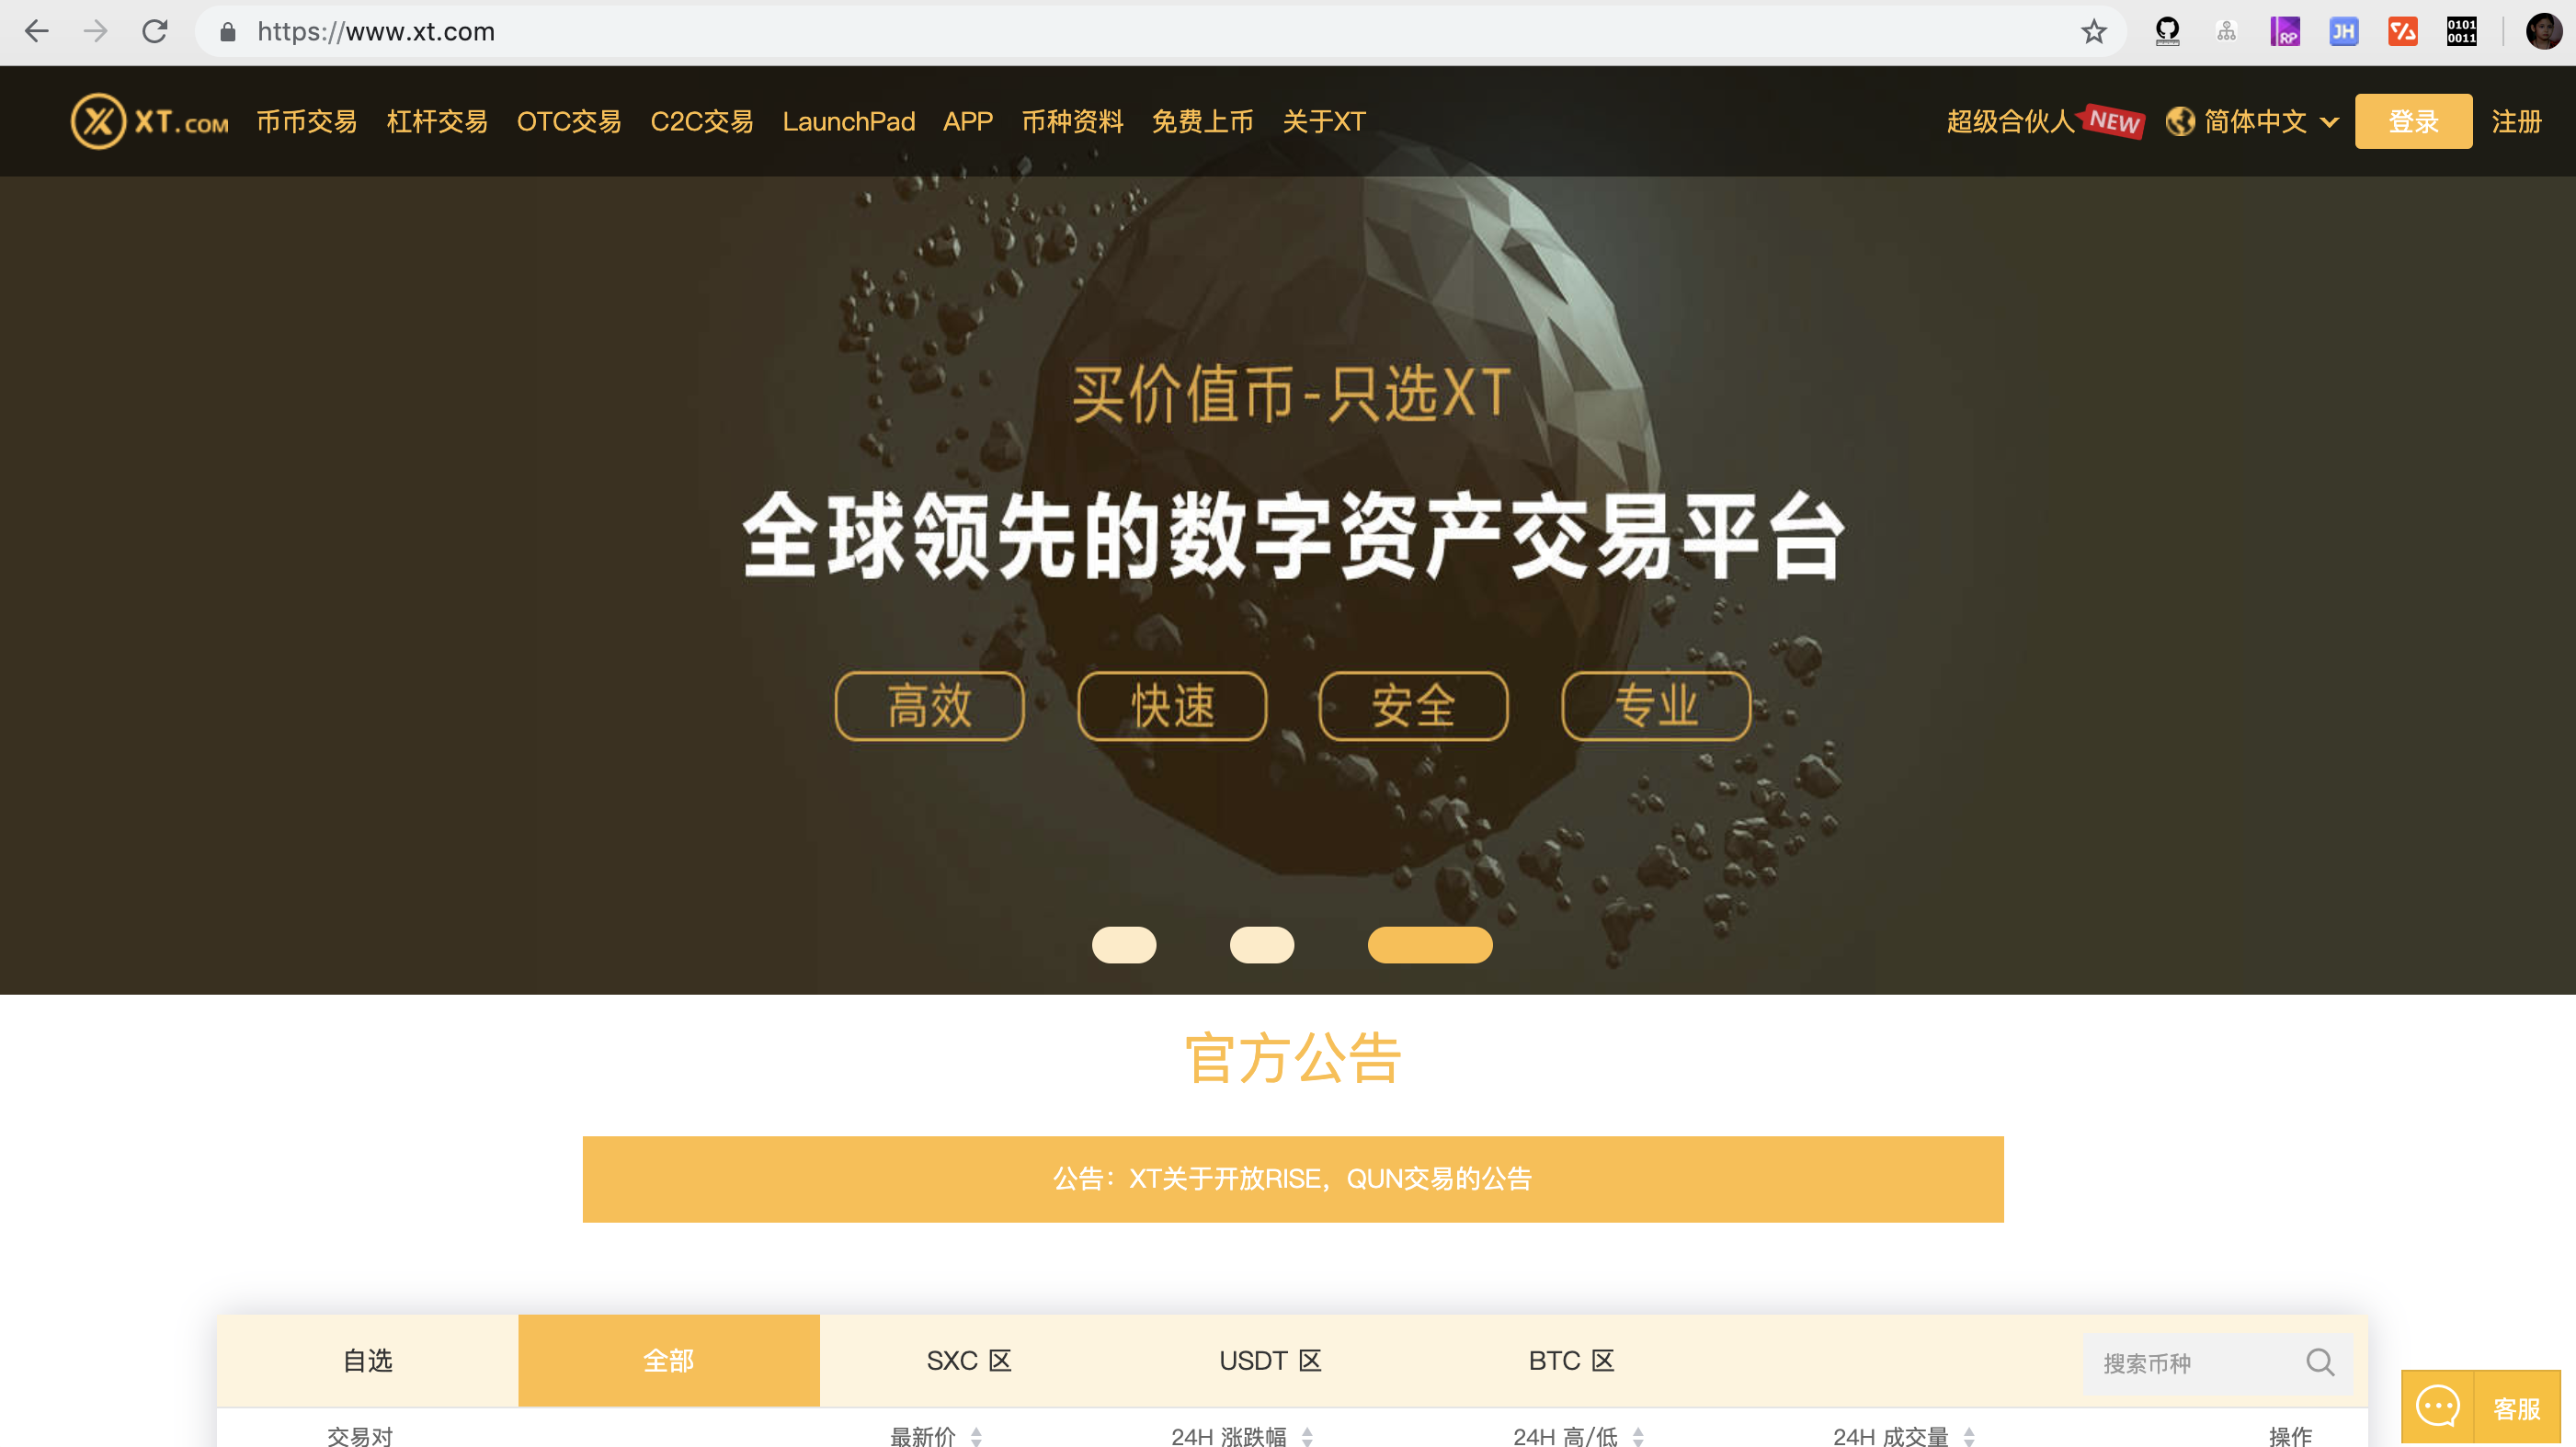 https://www.xt.com
RP JH 0101
0011
XT.COM 币币交易 杠杆交易 OTC交易 C2C交易 LaunchPad APP 币种资料 免费上币 关于XT 超级合伙人 NEW 简体中文 登录 注册
买价值币-只选XT
全球领先的数字资产交易平台
高效 快速 安全 专业
官方公告
公告：XT关于开放RISE，QUN交易的公告
自选 全部 SXC 区 USDT 区 BTC 区 搜索币种
交易对 最新价 24H 涨跌幅 24H 高/低 24H 成交量 操作
客服